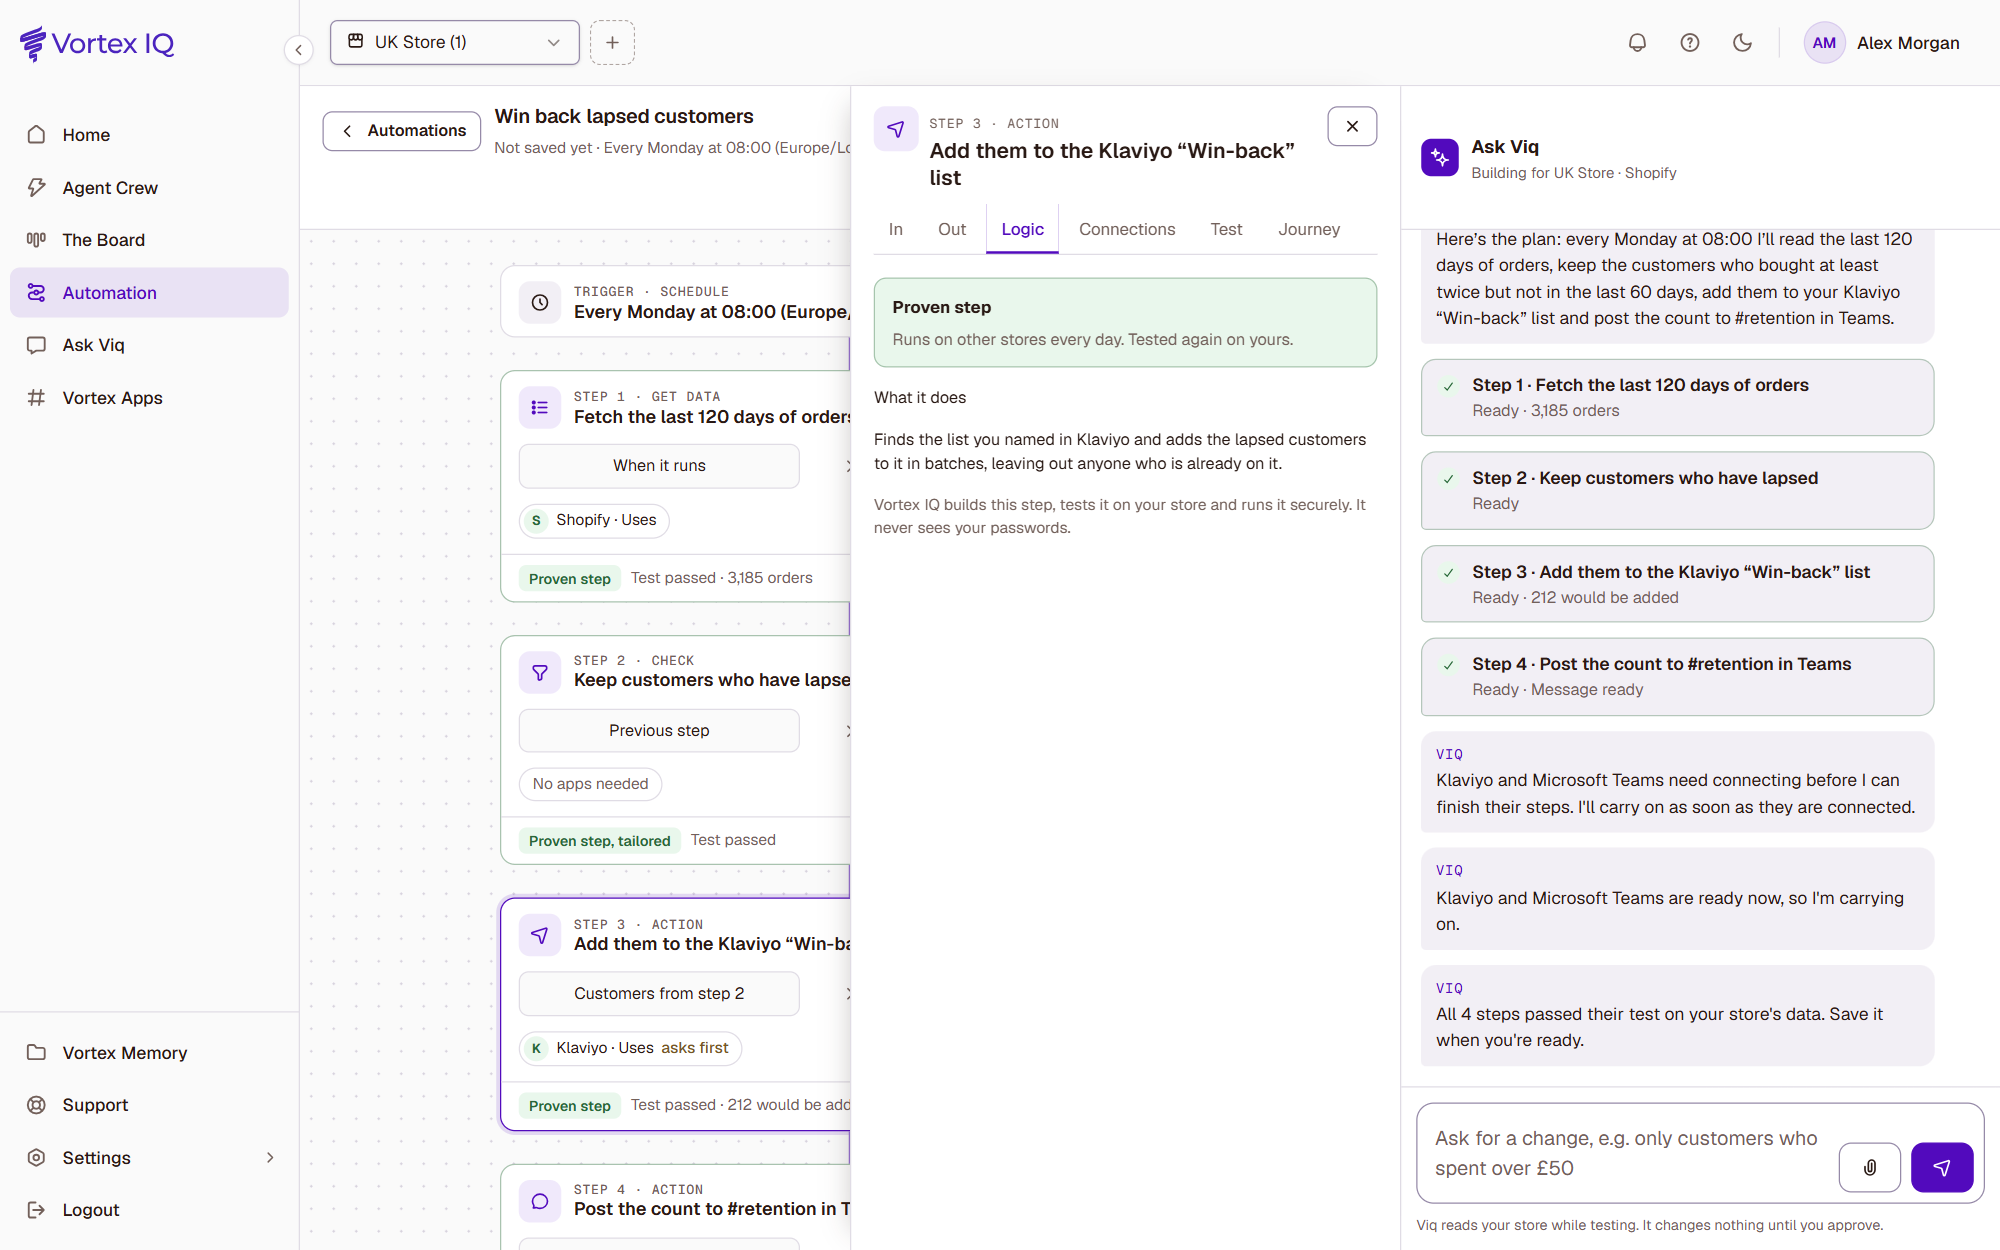 Vortex IQ
UK Store (1)
AM
Alex Morgan
Home
Agent Crew
The Board
Automation
Ask Viq
Vortex Apps
Vortex Memory
Support
Settings
Logout
Automations
Win back lapsed customers
Not saved yet · Every Monday at 08:00 (Europe/Lo
TRIGGER · SCHEDULE
Every Monday at 08:00 (Europe/
STEP 1 · GET DATA
Fetch the last 120 days of orders
When it runs
S
Shopify · Uses
Proven step
Test passed · 3,185 orders
STEP 2 · CHECK
Keep customers who have lapse
Previous step
No apps needed
Proven step, tailored
Test passed
STEP 3 · ACTION
Add them to the Klaviyo “Win-ba
Customers from step 2
K
Klaviyo · Uses asks first
Proven step
Test passed · 212 would be add
STEP 4 · ACTION
Post the count to #retention in T
STEP 3 · ACTION
Add them to the Klaviyo “Win-back”
list
In
Out
Logic
Connections
Test
Journey
Proven step
Runs on other stores every day. Tested again on yours.
What it does
Finds the list you named in Klaviyo and adds the lapsed customers
to it in batches, leaving out anyone who is already on it.
Vortex IQ builds this step, tests it on your store and runs it securely. It
never sees your passwords.
Ask Viq
Building for UK Store · Shopify
Here’s the plan: every Monday at 08:00 I’ll read the last 120
days of orders, keep the customers who bought at least
twice but not in the last 60 days, add them to your Klaviyo
“Win-back” list and post the count to #retention in Teams.
Step 1 · Fetch the last 120 days of orders
Ready · 3,185 orders
Step 2 · Keep customers who have lapsed
Ready
Step 3 · Add them to the Klaviyo “Win-back” list
Ready · 212 would be added
Step 4 · Post the count to #retention in Teams
Ready · Message ready
VIQ
Klaviyo and Microsoft Teams need connecting before I can
finish their steps. I'll carry on as soon as they are connected.
VIQ
Klaviyo and Microsoft Teams are ready now, so I'm carrying
on.
VIQ
All 4 steps passed their test on your store's data. Save it
when you're ready.
Ask for a change, e.g. only customers who
spent over £50
Viq reads your store while testing. It changes nothing until you approve.